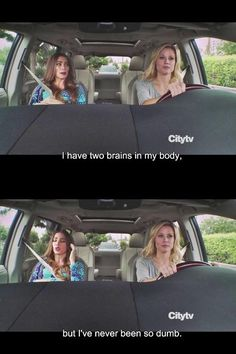 Citytv
I have two brains in my body,
Citytv
but I've never been so dumb.